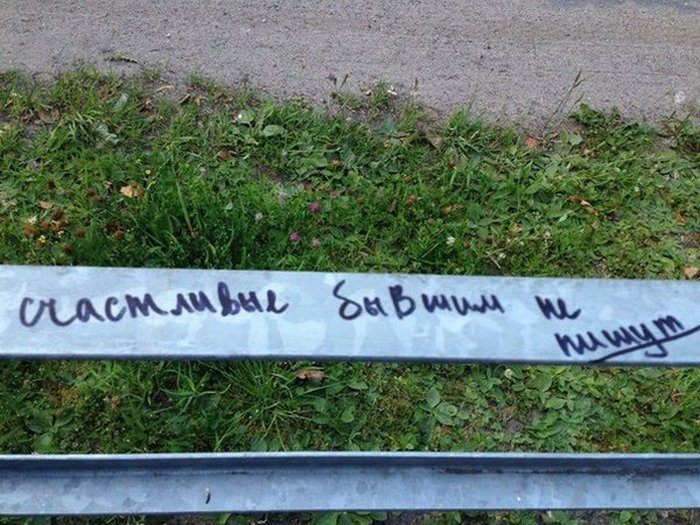 счастливые бывшим не
пишут